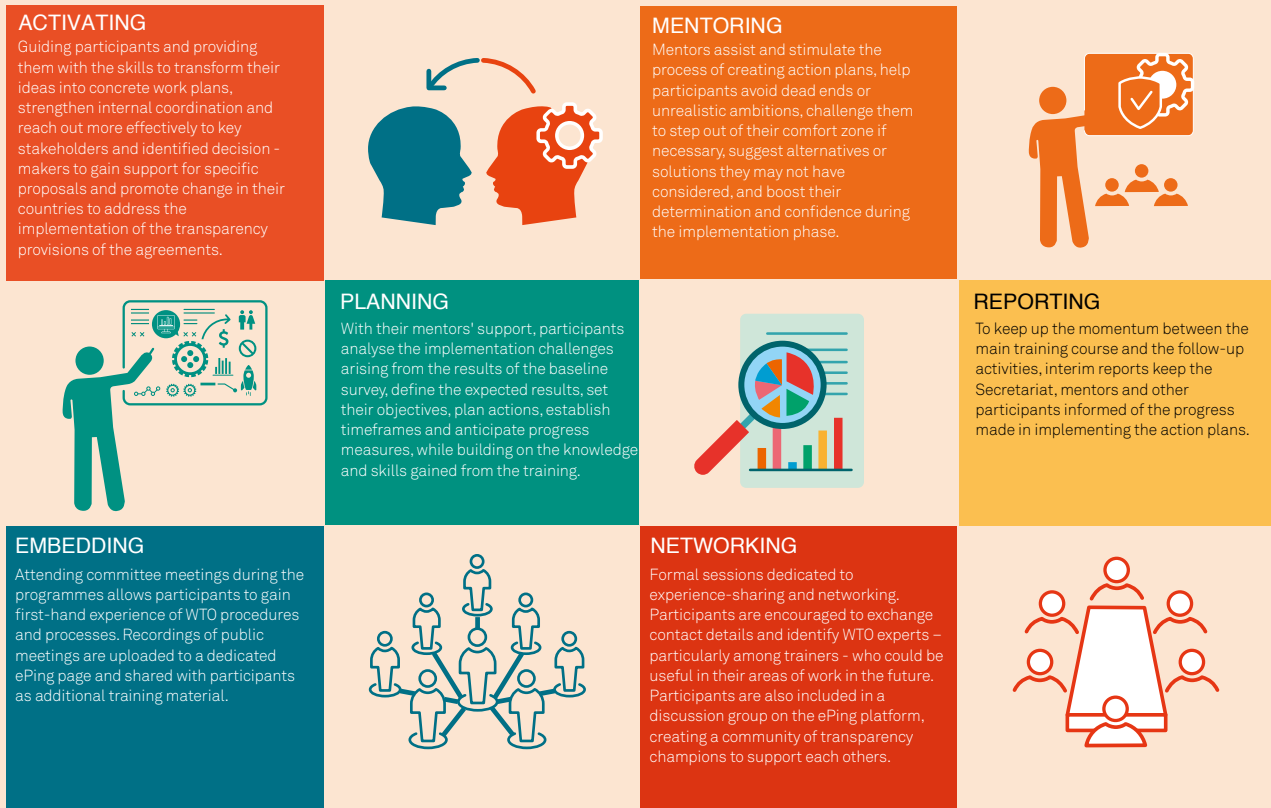 ACTIVATING
Guiding participants and providing
them with the skills to transform their
ideas into concrete work plans,
strengthen internal coordination and
reach out more effectively to key
stakeholders and identified decision -
makers to gain support for specific
proposals and promote change in their
countries to address the
implementation of the transparency
provisions of the agreements.
MENTORING
Mentors assist and stimulate the
process of creating action plans, help
participants avoid dead ends or
unrealistic ambitions, challenge them
to step out of their comfort zone if
necessary, suggest alternatives or
solutions they may not have
considered, and boost their
determination and confidence during
the implementation phase.
PLANNING
With their mentors' support, participants
analyse the implementation challenges
arising from the results of the baseline
survey, define the expected results, set
their objectives, plan actions, establish
timeframes and anticipate progress
measures, while building on the knowledge
and skills gained from the training.
REPORTING
To keep up the momentum between the
main training course and the follow-up
activities, interim reports keep the
Secretariat, mentors and other
participants informed of the progress
made in implementing the action plans.
EMBEDDING
Attending committee meetings during the
programmes allows participants to gain
first-hand experience of WTO procedures
and processes. Recordings of public
meetings are uploaded to a dedicated
ePing page and shared with participants
as additional training material.
NETWORKING
Formal sessions dedicated to
experience-sharing and networking.
Participants are encouraged to exchange
contact details and identify WTO experts –
particularly among trainers - who could be
useful in their areas of work in the future.
Participants are also included in a
discussion group on the ePing platform,
creating a community of transparency
champions to support each others.